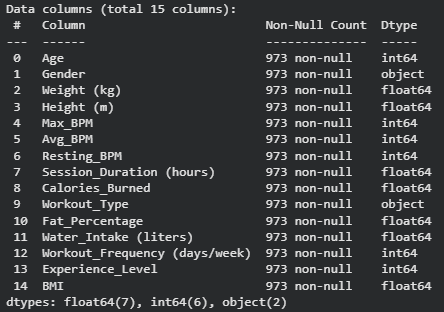 Data columns (total 15 columns):
 #   Column                         Non-Null Count  Dtype
---  ------                         --------------  -----
 0   Age                            973 non-null    int64
 1   Gender                         973 non-null    object
 2   Weight (kg)                    973 non-null    float64
 3   Height (m)                     973 non-null    float64
 4   Max_BPM                        973 non-null    int64
 5   Avg_BPM                        973 non-null    int64
 6   Resting_BPM                    973 non-null    int64
 7   Session_Duration (hours)       973 non-null    float64
 8   Calories_Burned                973 non-null    float64
 9   Workout_Type                   973 non-null    object
 10  Fat_Percentage                 973 non-null    float64
 11  Water_Intake (liters)          973 non-null    float64
 12  Workout_Frequency (days/week)  973 non-null    int64
 13  Experience_Level               973 non-null    int64
 14  BMI                            973 non-null    float64
dtypes: float64(7), int64(6), object(2)